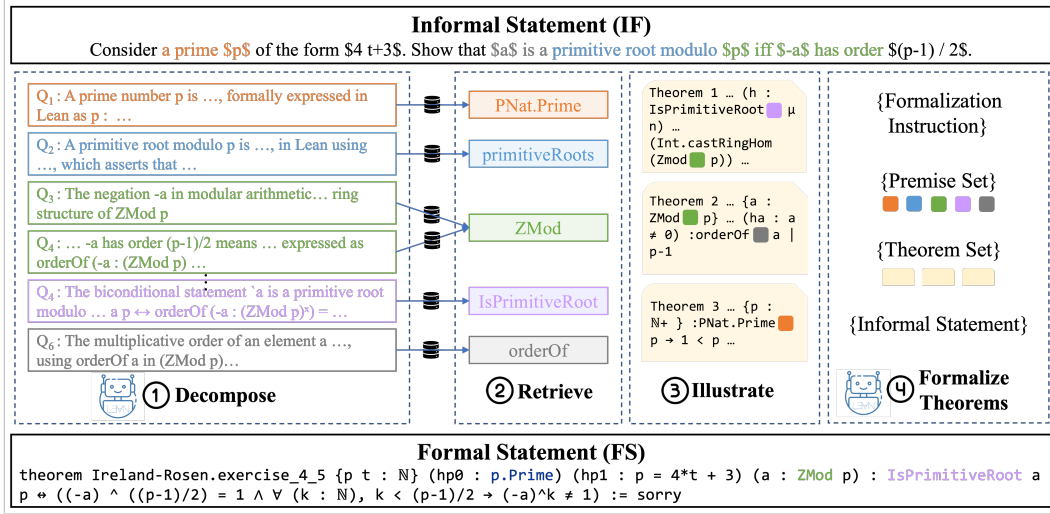 Informal Statement (IF)
Consider a prime $p$ of the form $4 t+3$. Show that $a$ is a primitive root modulo $p$ iff $-a$ has order $(p-1) / 2$.
Q1 : A prime number p is …, formally expressed in
Lean as p : …
Q2 : A primitive root modulo p is …, in Lean using
…, which asserts that …
Q3 : The negation -a in modular arithmetic… ring
structure of ZMod p
Q4 : … -a has order (p-1)/2 means … expressed as
orderOf (-a : (ZMod p) …
Q4 : The biconditional statement `a is a primitive root
modulo … a p ↔ orderOf (-a : (ZMod p)ˣ) = …
Q6 : The multiplicative order of an element a …,
using orderOf a in (ZMod p)…
① Decompose
PNat.Prime
primitiveRoots
ZMod
IsPrimitiveRoot
orderOf
② Retrieve
Theorem 1 … (h :
IsPrimitiveRoot μ
n) …
(Int.castRingHom
(Zmod p)) …
Theorem 2 … {a :
ZMod p} … (ha : a
≠ 0) :orderOf a |
p-1
Theorem 3 … {p :
ℕ+ } :PNat.Prime
p → 1 < p …
③ Illustrate
{Formalization
Instruction}
{Premise Set}
{Theorem Set}
{Informal Statement}
④ Formalize
Theorems
Formal Statement (FS)
theorem Ireland-Rosen.exercise_4_5 {p t : ℕ} (hp0 : p.Prime) (hp1 : p = 4*t + 3) (a : ZMod p) : IsPrimitiveRoot a
p ↔ ((-a) ^ ((p-1)/2) = 1 ∧ ∀ (k : ℕ), k < (p-1)/2 → (-a)^k ≠ 1) := sorry